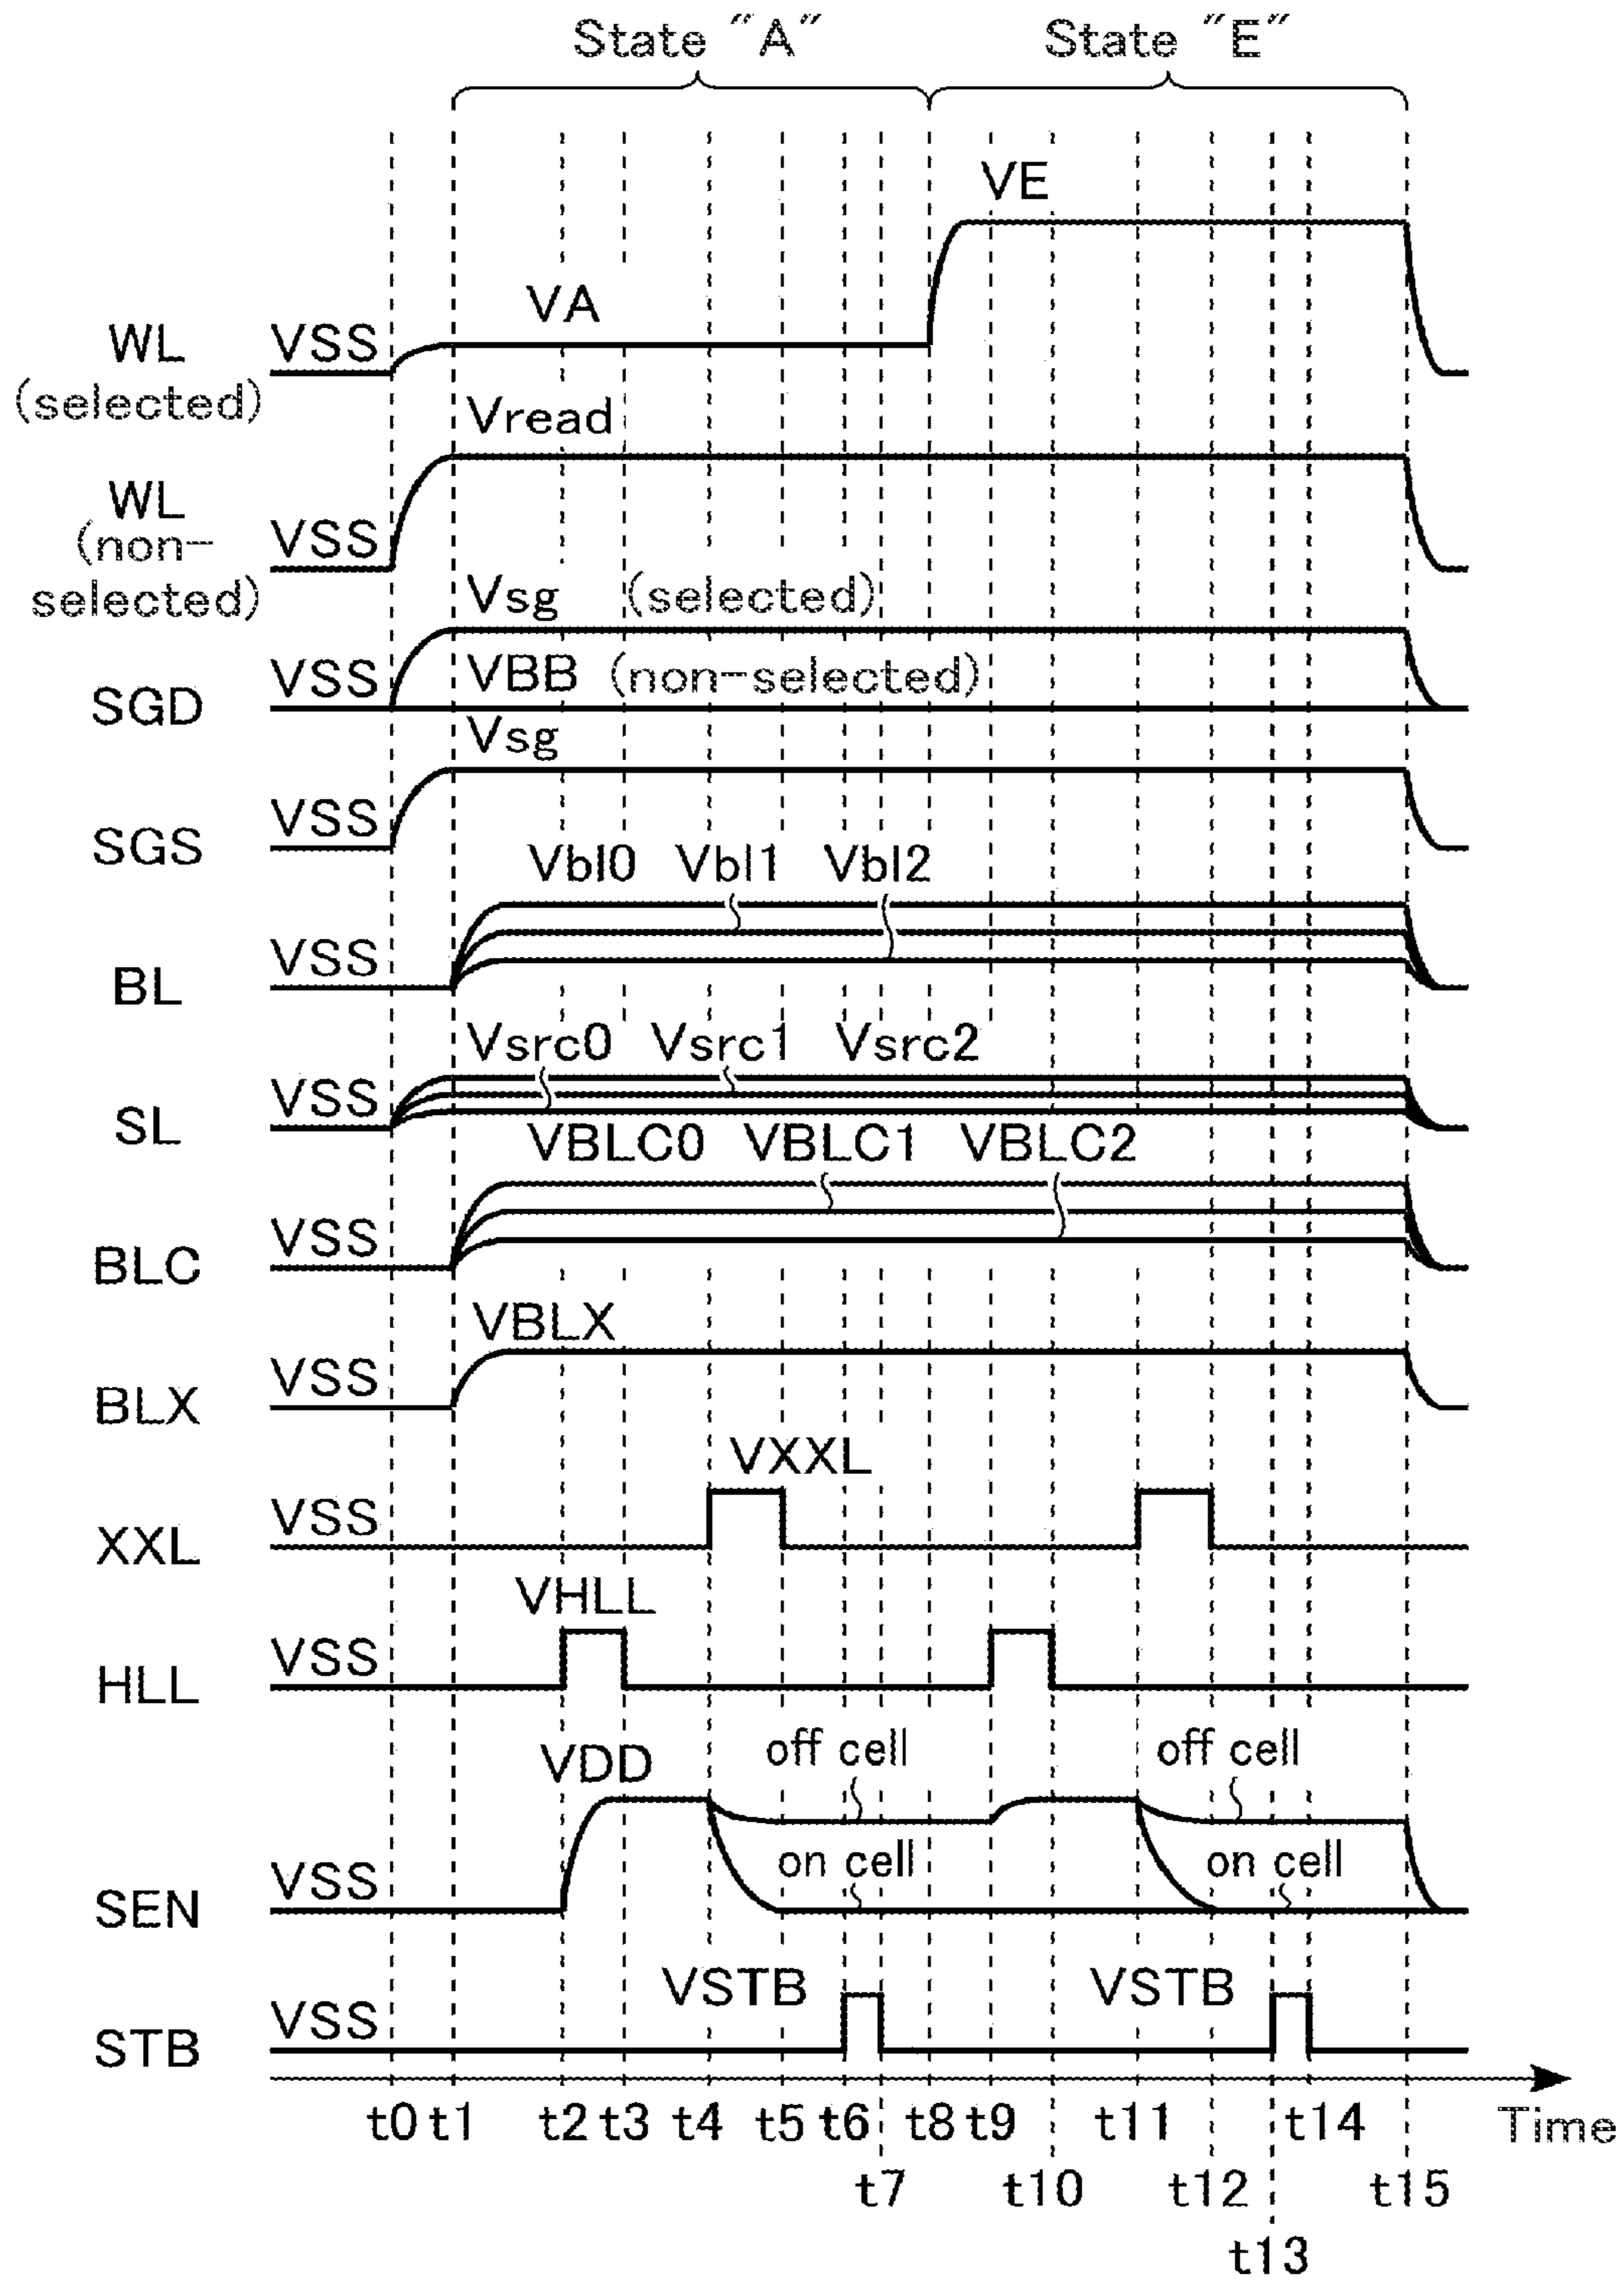 State "A" State "E"
VE
VA
WL VSS
(selected)
Vread
WL
(non- VSS
selected)
Vsg (selected)
SGD VSS VBB (non-selected)
Vsg
SGS VSS
Vbl0 Vbl1 Vbl2
BL VSS
Vsrc0 Vsrc1 Vsrc2
SL VSS
VBLC0 VBLC1 VBLC2
BLC VSS
VBLX
BLX VSS
VXXL
XXL VSS
VHLL
HLL VSS
VDD off cell off cell
on cell on cell
SEN VSS
VSTB VSTB
STB VSS
t0 t1 t2 t3 t4 t5 t6 t8 t9 t11 t14 Time
t7 t10 t12 t15
t13